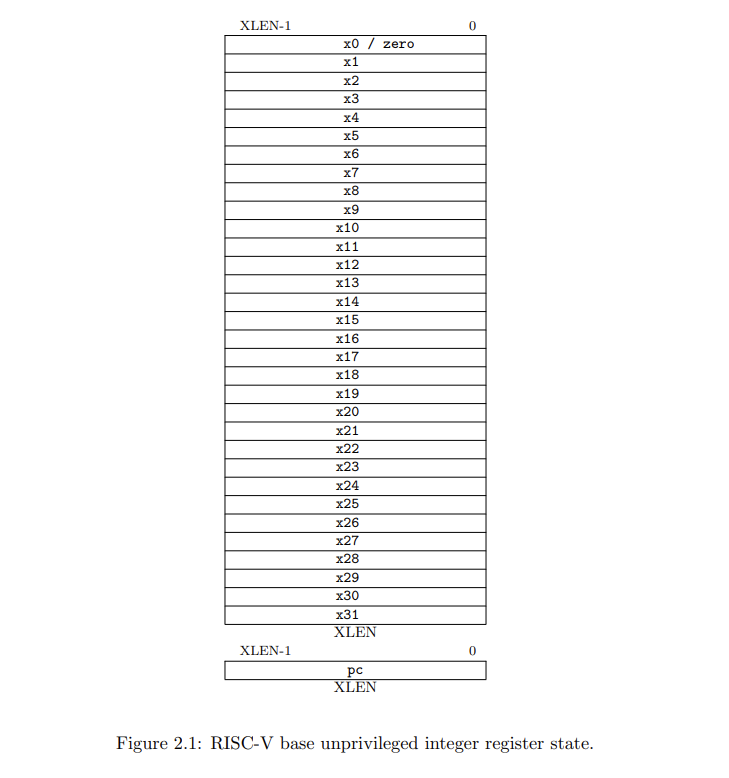 XLEN-1 0
x0 / zero
x1
x2
x3
x4
x5
x6
x7
x8
x9
x10
x11
x12
x13
x14
x15
x16
x17
x18
x19
x20
x21
x22
x23
x24
x25
x26
x27
x28
x29
x30
x31
XLEN
XLEN-1 0
pc
XLEN
Figure 2.1: RISC-V base unprivileged integer register state.